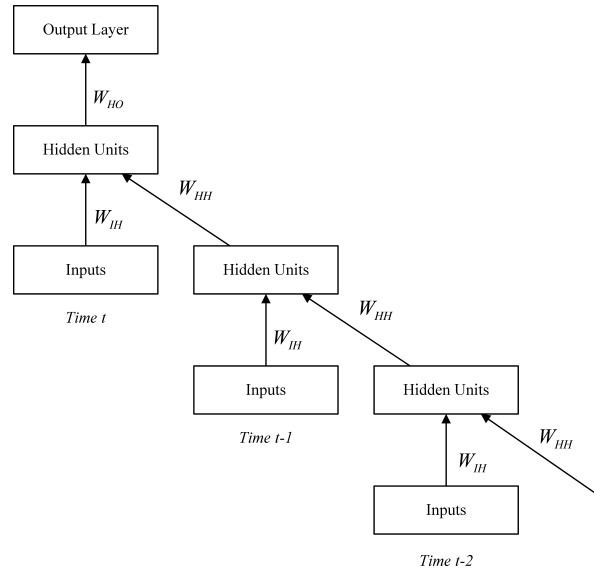 Output Layer
W_HO
Hidden Units
W_HH
W_IH
Inputs
Hidden Units
Time t
W_HH
W_IH
Inputs
Hidden Units
Time t-1
W_HH
W_IH
Inputs
Time t-2